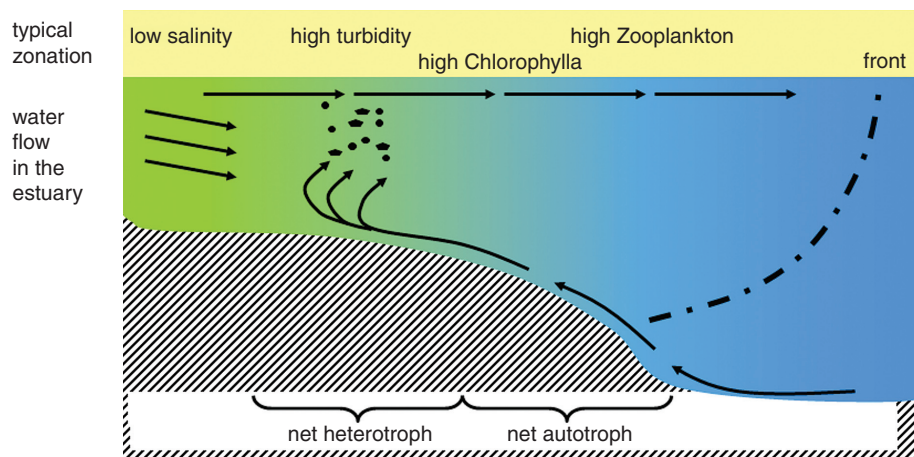 typical
zonation
low salinity
high turbidity
high Chlorophylla
high Zooplankton
front
water
flow
in the
estuary
net heterotroph
net autotroph